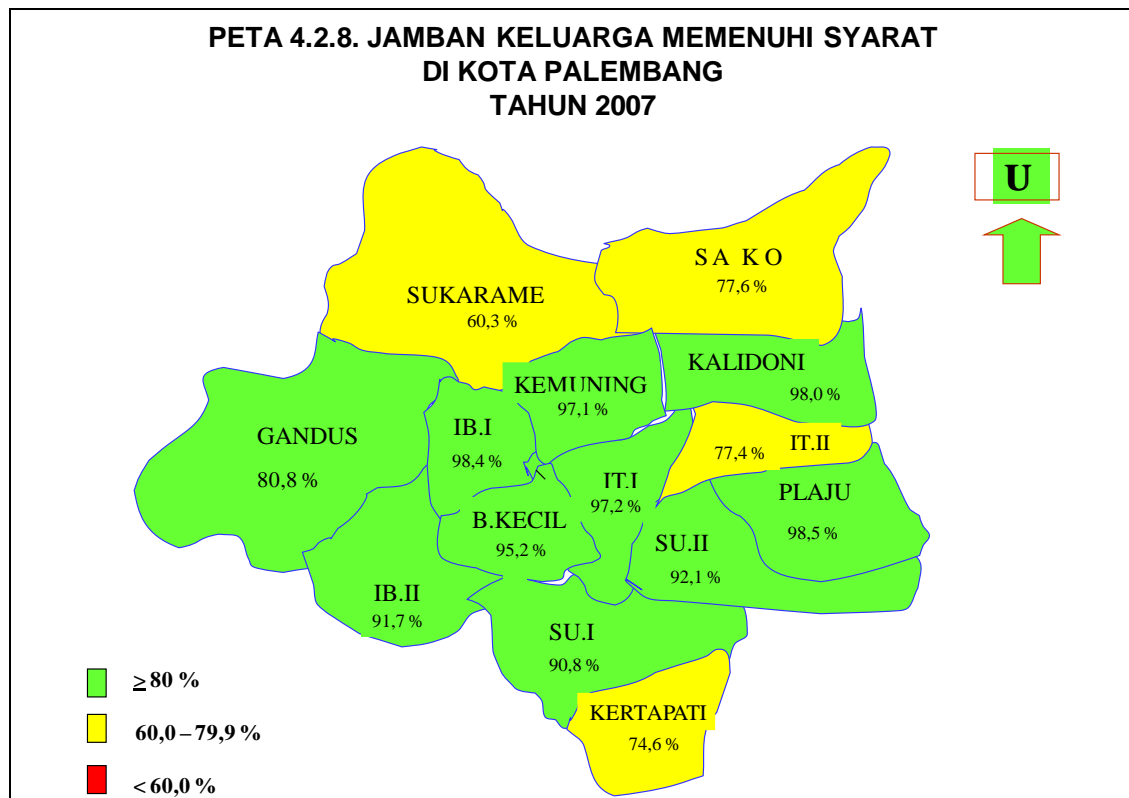 PETA 4.2.8. JAMBAN KELUARGA MEMENUHI SYARAT
DI KOTA PALEMBANG
TAHUN 2007
U
S A K O
77,6 %
SUKARAME
60,3 %
KALIDONI
98,0 %
KEMUNING
97,1 %
GANDUS
80,8 %
IB.I
98,4 %
IT.II
77,4 %
IT.I
97,2 %
PLAJU
98,5 %
B.KECIL
95,2 %
SU.II
92,1 %
IB.II
91,7 %
SU.I
90,8 %
KERTAPATI
74,6 %
≥ 80 %
60,0 – 79,9 %
< 60,0 %